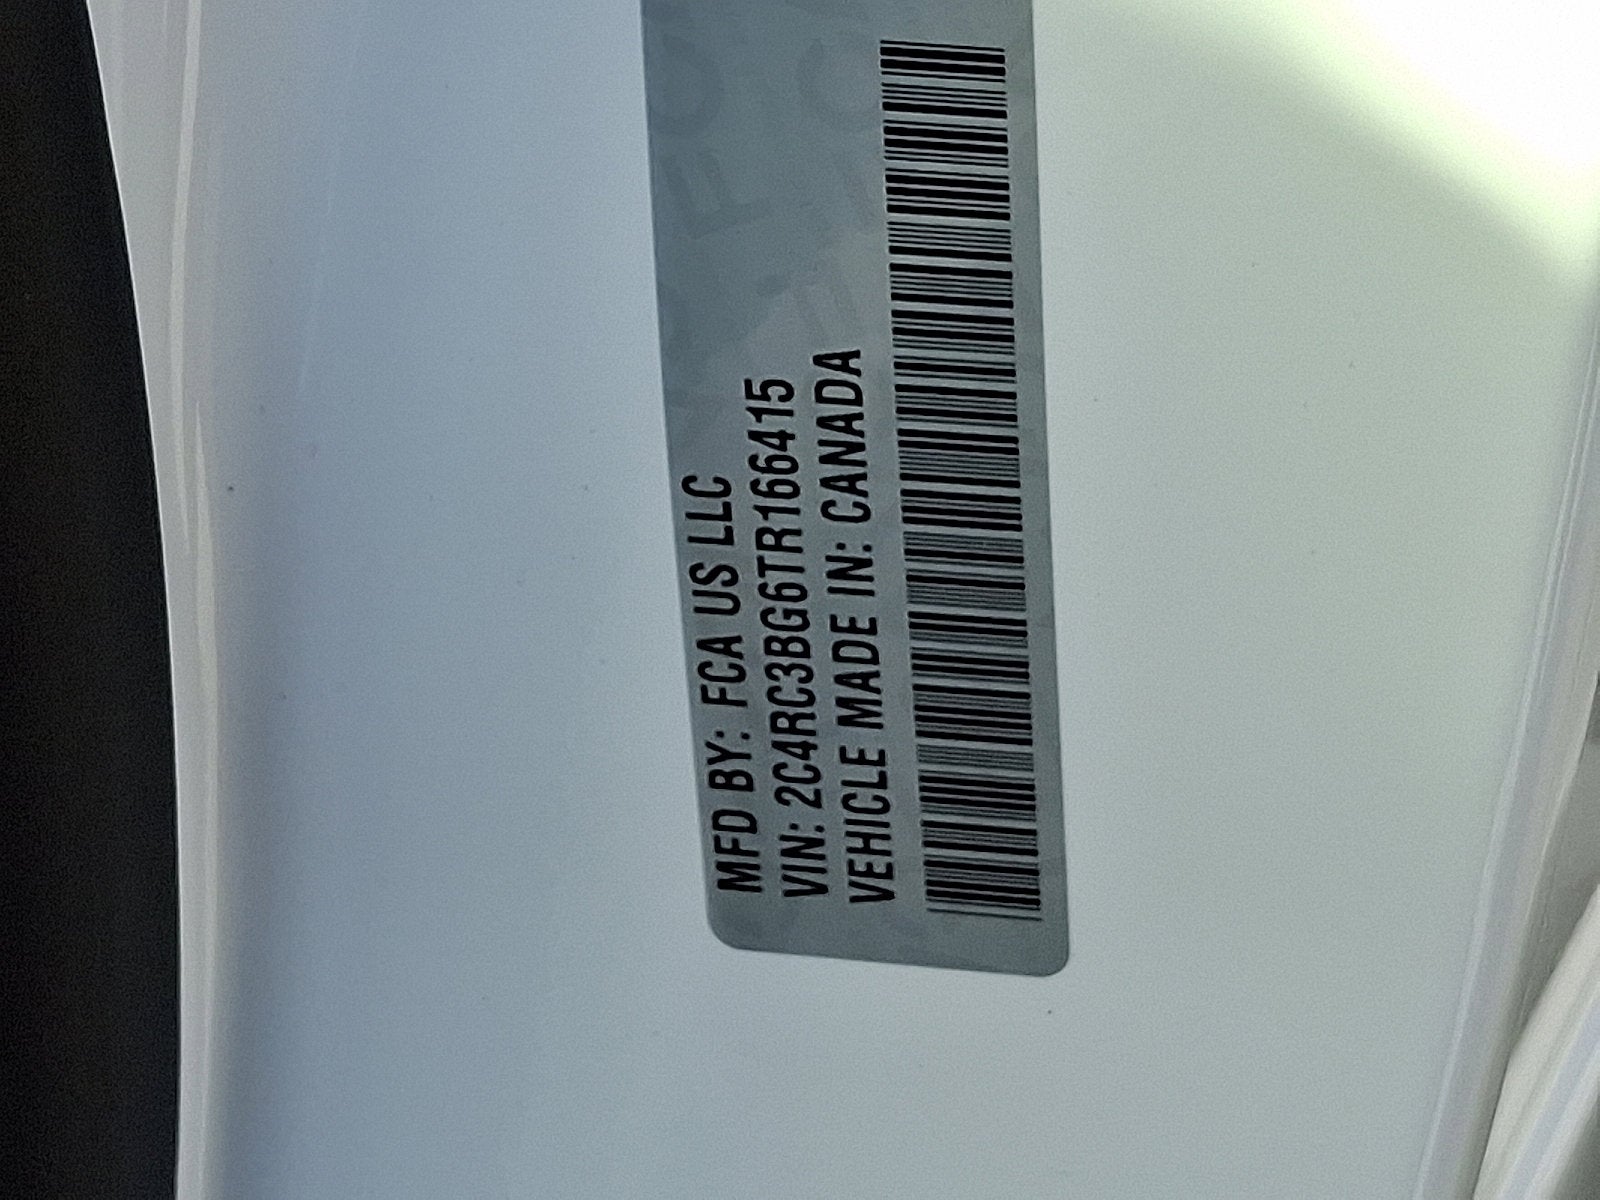 MFD BY: FCA US LLC
VIN: 2C4RC3BG6TR166415
VEHICLE MADE IN: CANADA